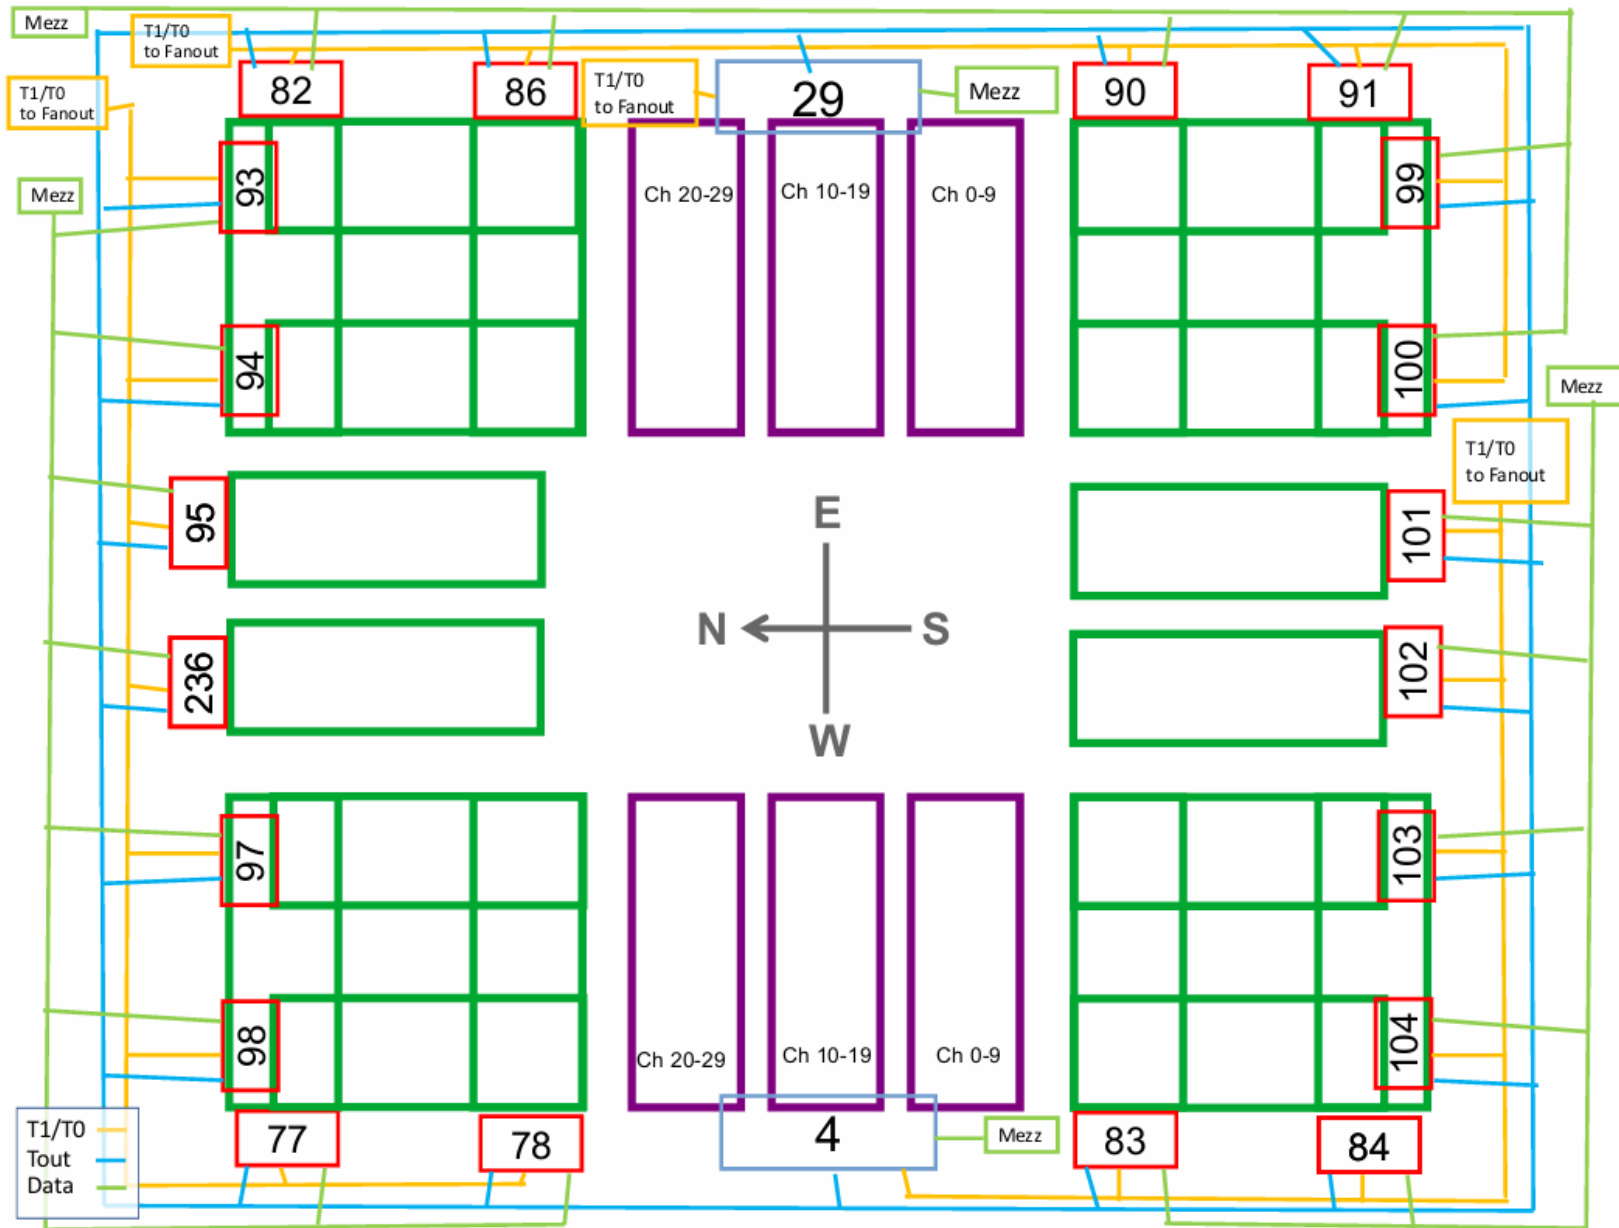 Mezz
T1/T0
to Fanout
T1/T0
to Fanout
82
86
T1/T0
to Fanout
29
Mezz
90
91
93
Ch 20-29
Ch 10-19
Ch 0-9
99
Mezz
94
100
Mezz
T1/T0
to Fanout
95
E
101
236
N
S
102
W
97
103
98
Ch 20-29
Ch 10-19
Ch 0-9
104
T1/T0
Tout
Data
77
78
4
Mezz
83
84